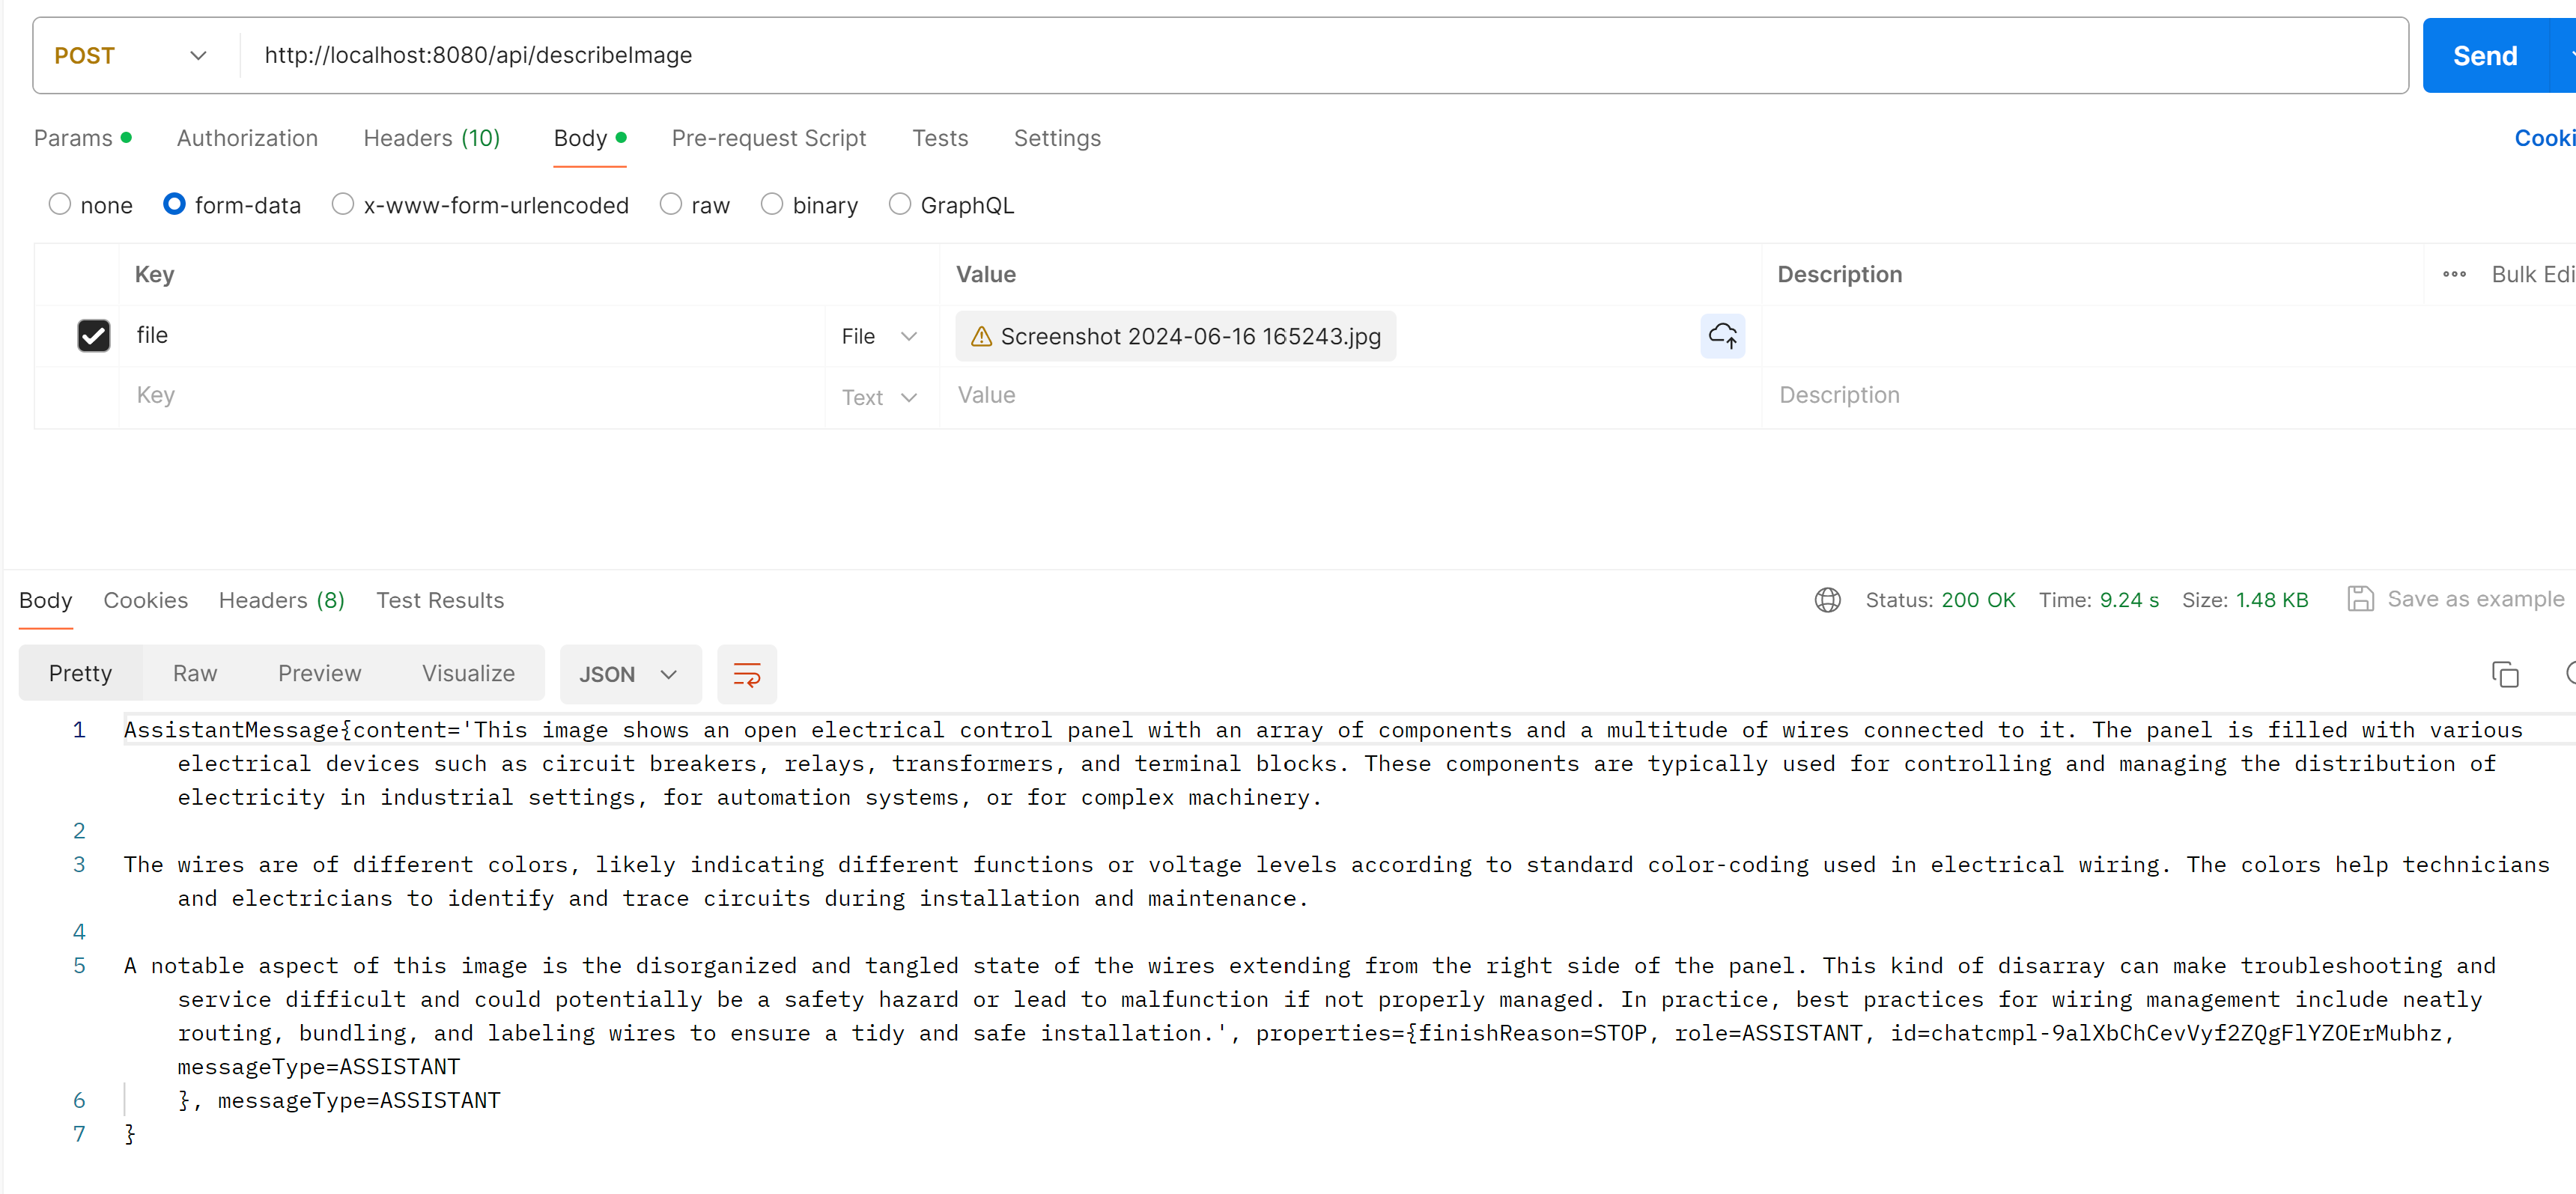 POST http://localhost:8080/api/describeImage Send
Params Authorization Headers (10) Body Pre-request Script Tests Settings Cooki
none form-data x-www-form-urlencoded raw binary GraphQL
Key Value Description Bulk Edi
file File Screenshot 2024-06-16 165243.jpg
Key Text Value Description
Body Cookies Headers (8) Test Results Status: 200 OK Time: 9.24 s Size: 1.48 KB Save as example
Pretty Raw Preview Visualize JSON
1 AssistantMessage{content='This image shows an open electrical control panel with an array of components and a multitude of wires connected to it. The panel is filled with various
electrical devices such as circuit breakers, relays, transformers, and terminal blocks. These components are typically used for controlling and managing the distribution of
electricity in industrial settings, for automation systems, or for complex machinery.
2
3 The wires are of different colors, likely indicating different functions or voltage levels according to standard color-coding used in electrical wiring. The colors help technicians
and electricians to identify and trace circuits during installation and maintenance.
4
5 A notable aspect of this image is the disorganized and tangled state of the wires extending from the right side of the panel. This kind of disarray can make troubleshooting and
service difficult and could potentially be a safety hazard or lead to malfunction if not properly managed. In practice, best practices for wiring management include neatly
routing, bundling, and labeling wires to ensure a tidy and safe installation.', properties={finishReason=STOP, role=ASSISTANT, id=chatcmpl-9alXbChCevVyf2ZQgFlYZOErMubhz,
messageType=ASSISTANT
6 }, messageType=ASSISTANT
7 }